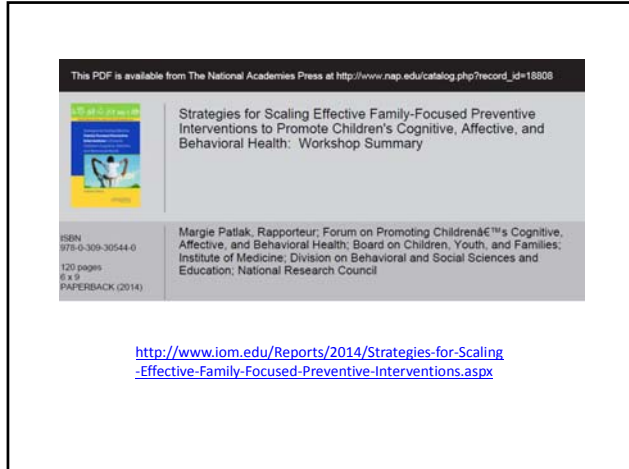 This PDF is available from The National Academies Press at http://www.nap.edu/catalog.php?record_id=18808
Strategies for Scaling Effective Family-Focused Preventive
Interventions to Promote Children's Cognitive, Affective, and
Behavioral Health: Workshop Summary
ISBN
978-0-309-30544-0
120 pages
6 x 9
PAPERBACK (2014)
Margie Patlak, Rapporteur; Forum on Promoting Childrenâ€™s Cognitive,
Affective, and Behavioral Health; Board on Children, Youth, and Families;
Institute of Medicine; Division on Behavioral and Social Sciences and
Education; National Research Council
http://www.iom.edu/Reports/2014/Strategies-for-Scaling
-Effective-Family-Focused-Preventive-Interventions.aspx